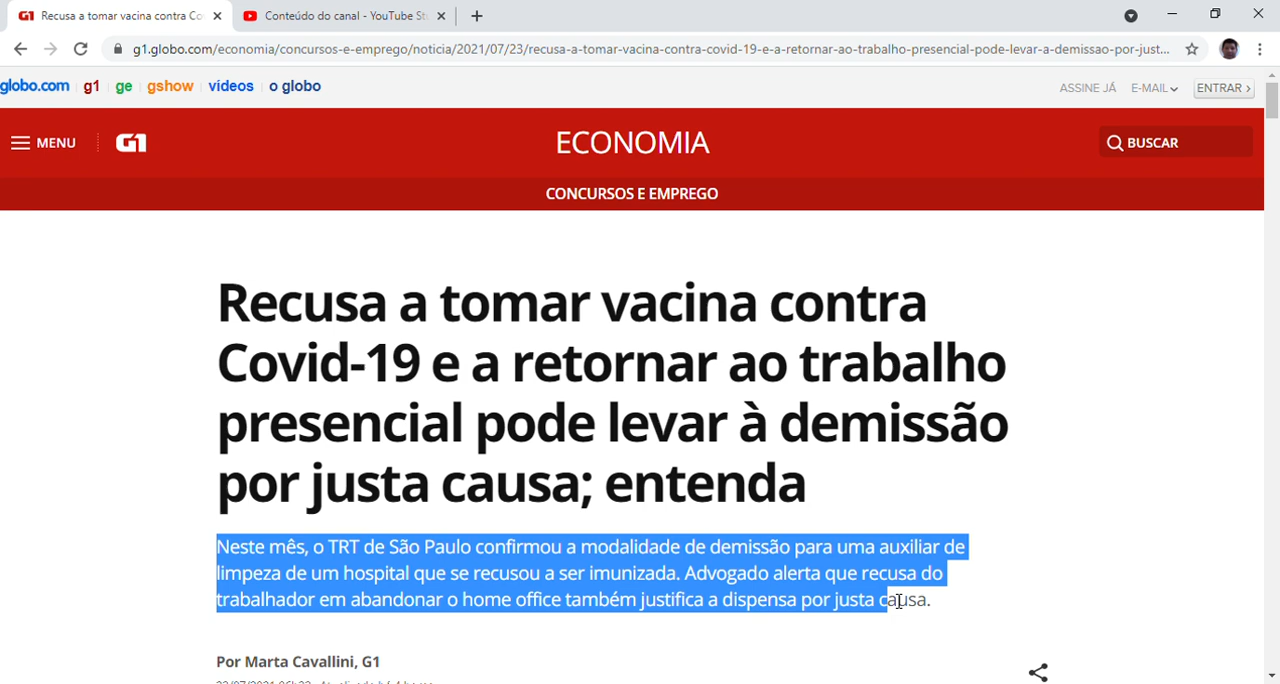 Recusa a tomar vacina contra Co
Conteúdo do canal - YouTube St
g1.globo.com/economia/concursos-e-emprego/noticia/2021/07/23/recusa-a-tomar-vacina-contra-covid-19-e-a-retornar-ao-trabalho-presencial-pode-levar-a-demissao-por-just...
globo.com g1 ge gshow vídeos o globo
ASSINE JÁ E-MAIL ENTRAR ›
MENU G1 ECONOMIA BUSCAR
CONCURSOS E EMPREGO
Recusa a tomar vacina contra
Covid-19 e a retornar ao trabalho
presencial pode levar à demissão
por justa causa; entenda
Neste mês, o TRT de São Paulo confirmou a modalidade de demissão para uma auxiliar de
limpeza de um hospital que se recusou a ser imunizada. Advogado alerta que recusa do
trabalhador em abandonar o home office também justifica a dispensa por justa causa.
Por Marta Cavallini, G1